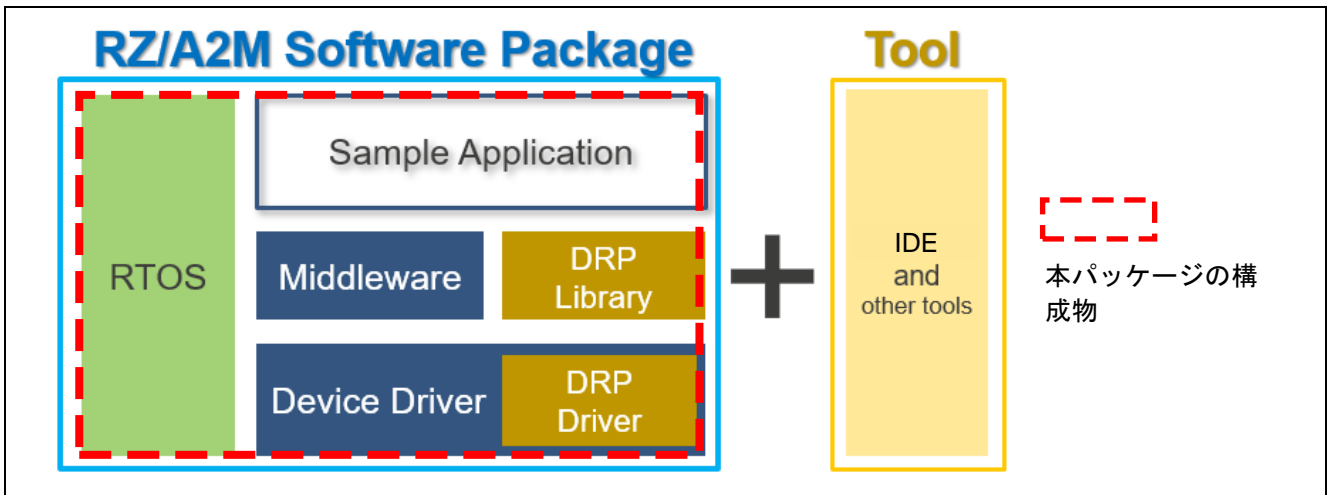 RZ/A2M Software Package
Tool
RTOS
Sample Application
Middleware
DRP
Library
Device Driver
DRP
Driver
+
IDE
and
other tools
本パッケージの構
成物